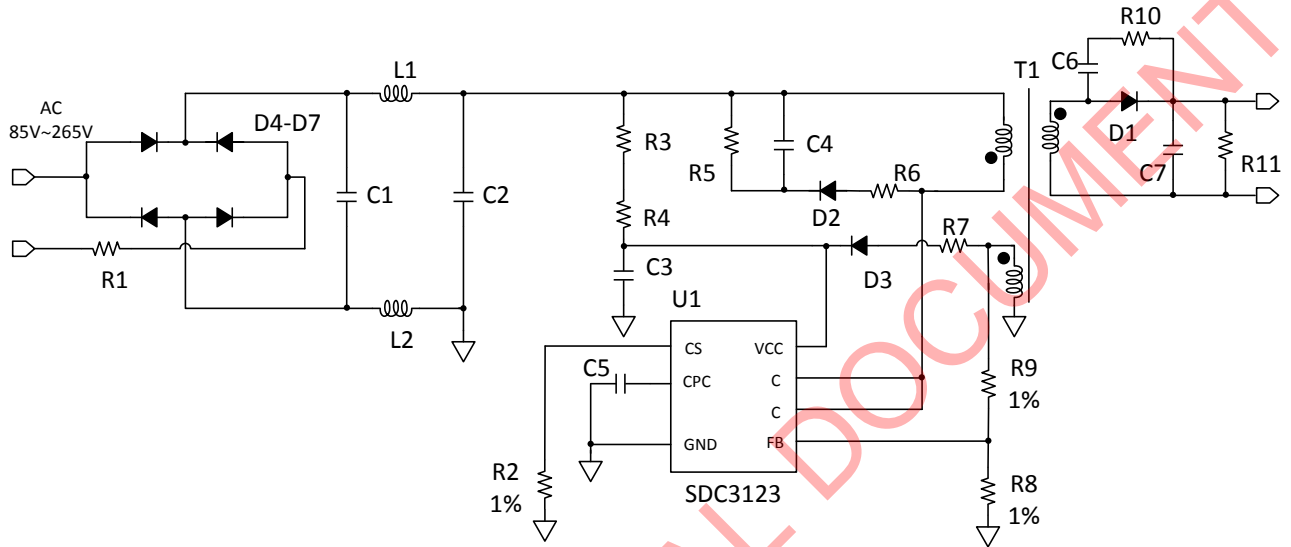 R10
C6
T1
L1
AC
85V~265V
D4-D7
D1
R3
C4
R5
R6
C7
R11
C1
C2
D2
R4
R7
C3
D3
R1
U1
L2
CS
VCC
C5
CPC
C
R9
1%
C
GND
FB
R2
1%
R8
1%
SDC3123
L DOCUMENT